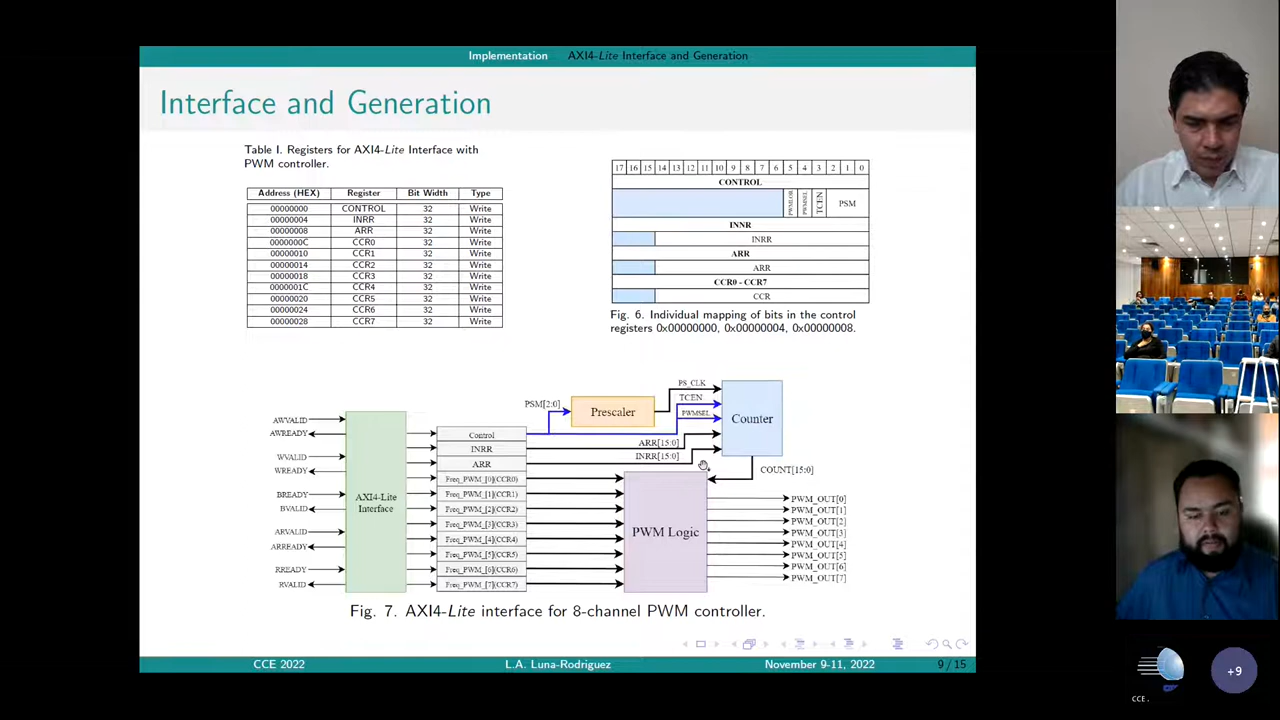 Implementation AXI4-Lite Interface and Generation
Interface and Generation
Table I. Registers for AXI4-Lite Interface with
PWM controller.
Address (HEX) Register Bit Width Type
00000000 CONTROL 32 Write
00000004 INRR 32 Write
00000008 ARR 32 Write
0000000C CCR0 32 Write
00000010 CCR1 32 Write
00000014 CCR2 32 Write
00000018 CCR3 32 Write
0000001C CCR4 32 Write
00000020 CCR5 32 Write
00000024 CCR6 32 Write
00000028 CCR7 32 Write
17 16 15 14 13 12 11 10 9 8 7 6 5 4 3 2 1 0
CONTROL
PWMLOR PWMSEL TCEN PSM
INNR
INRR
ARR
ARR
CCR0 - CCR7
CCR
Fig. 6. Individual mapping of bits in the control
registers 0x00000000, 0x00000004, 0x00000008.
AWVALID
AWREADY
WVALID
WREADY
BREADY
BVALID
ARVALID
ARREADY
RREADY
RVALID
AXI4-Lite
Interface
Control
INRR
ARR
Freq_PWM_[0](CCR0)
Freq_PWM_[1](CCR1)
Freq_PWM_[2](CCR2)
Freq_PWM_[3](CCR3)
Freq_PWM_[4](CCR4)
Freq_PWM_[5](CCR5)
Freq_PWM_[6](CCR6)
Freq_PWM_[7](CCR7)
PSM[2:0]
Prescaler
PS_CLK
TCEN
PWMSEL
ARR[15:0]
INRR[15:0]
Counter
COUNT[15:0]
PWM Logic
PWM_OUT[0]
PWM_OUT[1]
PWM_OUT[2]
PWM_OUT[3]
PWM_OUT[4]
PWM_OUT[5]
PWM_OUT[6]
PWM_OUT[7]
Fig. 7. AXI4-Lite interface for 8-channel PWM controller.
CCE 2022 L.A. Luna-Rodriguez November 9-11, 2022 9 / 15
CCE.
+9